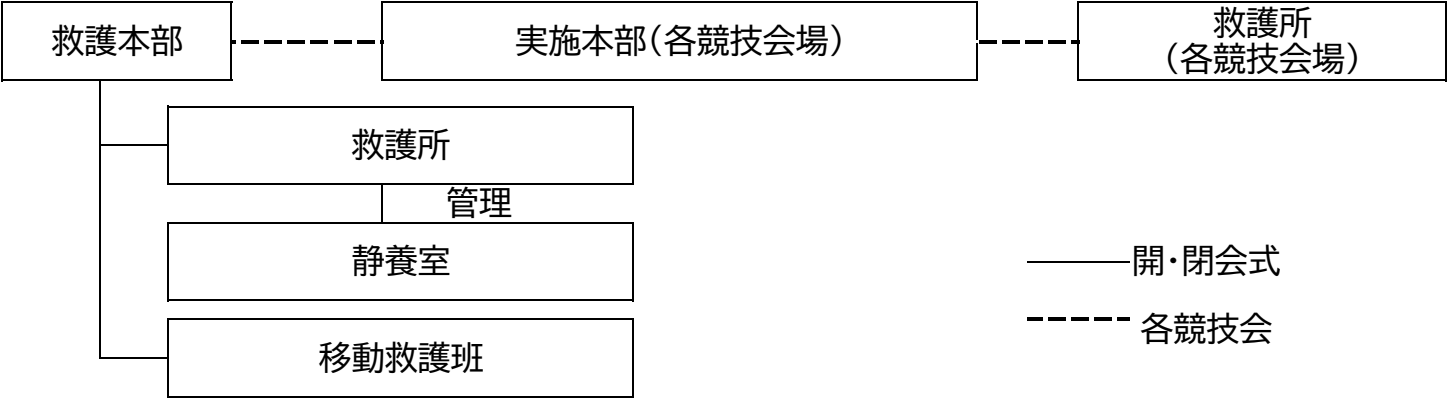 救護本部
実施本部（各競技会場）
救護所
（各競技会場）
救護所
管理
静養室
移動救護班
開・閉会式
各競技会